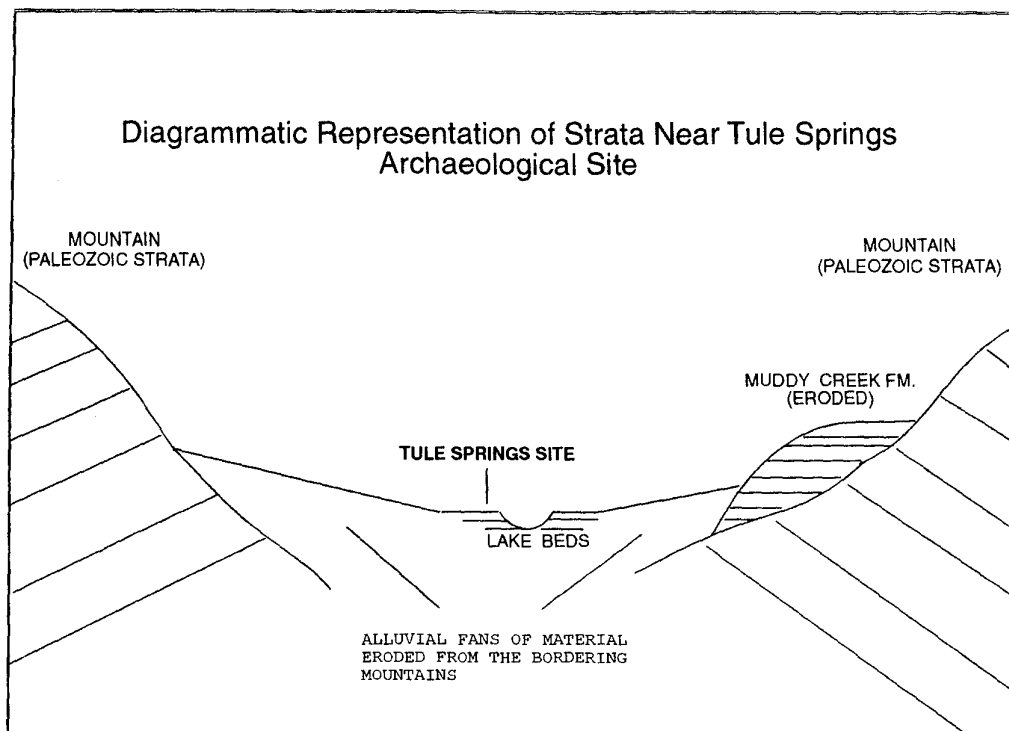 Diagrammatic Representation of Strata Near Tule Springs
Archaeological Site
MOUNTAIN
(PALEOZOIC STRATA)
MOUNTAIN
(PALEOZOIC STRATA)
MUDDY CREEK FM.
(ERODED)
TULE SPRINGS SITE
LAKE BEDS
ALLUVIAL FANS OF MATERIAL
ERODED FROM THE BORDERING
MOUNTAINS